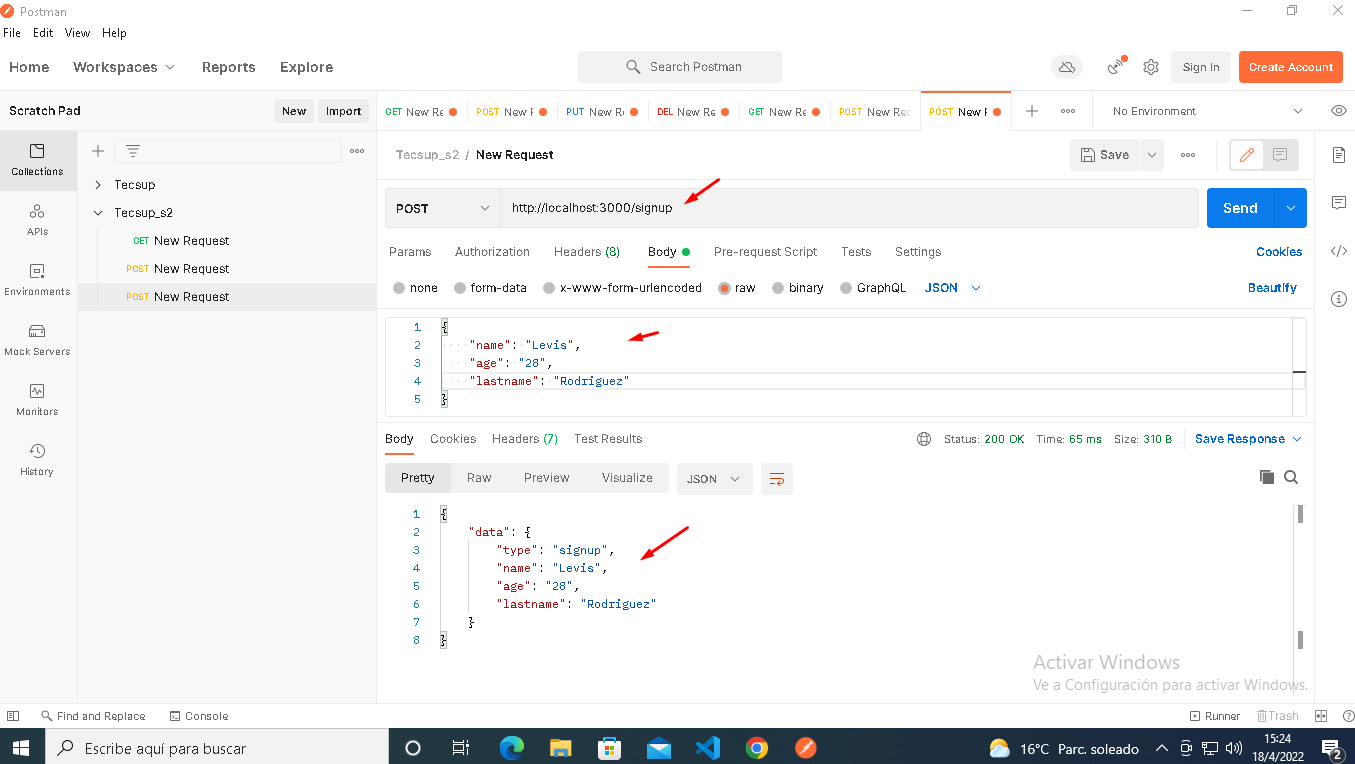 Postman
File Edit View Help
Home Workspaces Reports Explore Search Postman Sign In Create Account
Scratch Pad New Import GET New Re POST New F PUT New Re DEL New Re GET New Re POST New Rec POST New F No Environment
Tecsup_s2 / New Request Save
Collections
Tecsup
Tecsup_s2
GET New Request
POST New Request
POST New Request
APIs
Environments
Mock Servers
Monitors
History
POST http://localhost:3000/signup Send
Params Authorization Headers (8) Body Pre-request Script Tests Settings Cookies
none form-data x-www-form-urlencoded raw binary GraphQL JSON Beautify
1 {
2 "name": "Levis",
3 "age": "28",
4 "lastname": "Rodriguez"
5 }
Body Cookies Headers (7) Test Results Status: 200 OK Time: 65 ms Size: 310 B Save Response
Pretty Raw Preview Visualize JSON
1 {
2 "data": {
3 "type": "signup",
4 "name": "Levis",
5 "age": "28",
6 "lastname": "Rodriguez"
7 }
8 }
Activar Windows
Ve a Configuración para activar Windows.
Find and Replace Console Runner Trash
Escribe aquí para buscar 16°C Parc. soleado 15:24
18/4/2022 2